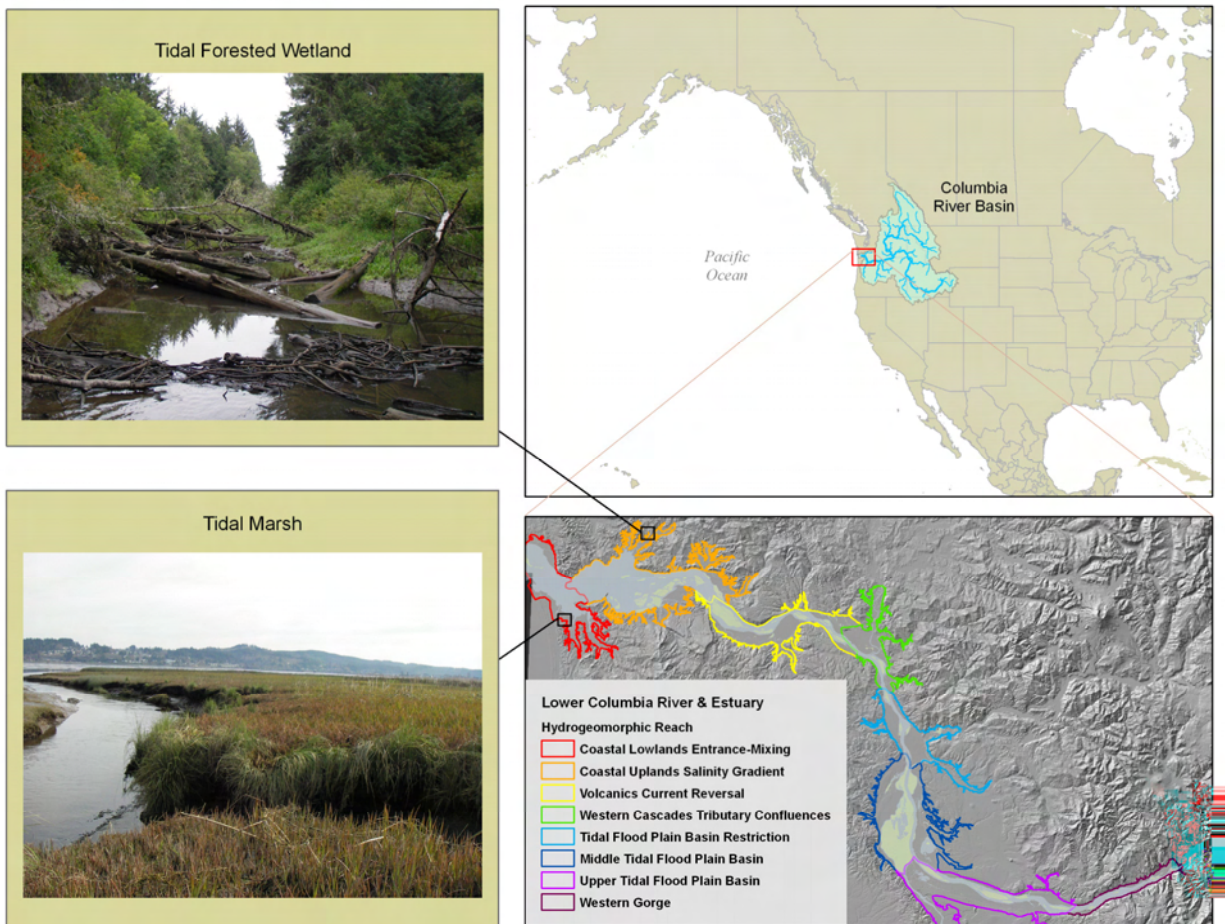 Tidal Forested Wetland
Columbia
River Basin
Pacific
Ocean
Tidal Marsh
Lower Columbia River & Estuary
Hydrogeomorphic Reach
Coastal Lowlands Entrance-Mixing
Coastal Uplands Salinity Gradient
Volcanics Current Reversal
Western Cascades Tributary Confluences
Tidal Flood Plain Basin Restriction
Middle Tidal Flood Plain Basin
Upper Tidal Flood Plain Basin
Western Gorge